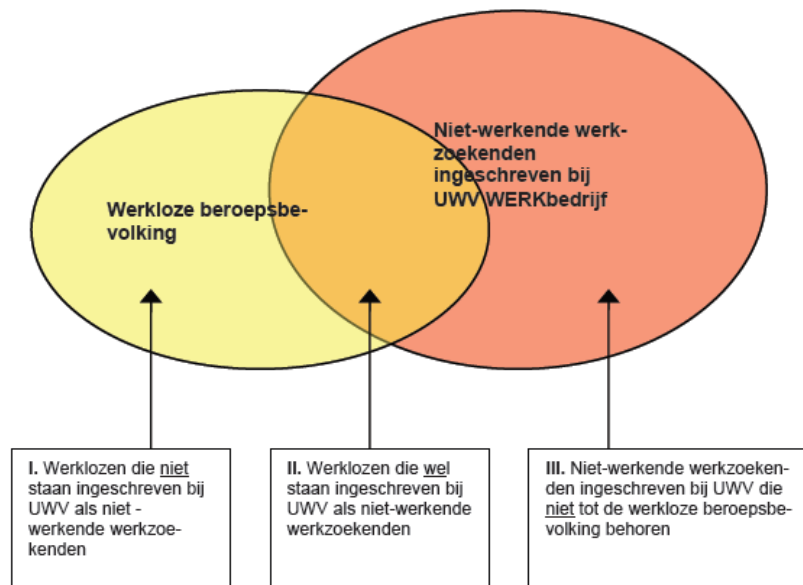 Niet-werkende werk-
zoekenden
ingeschreven bij
UWV WERKbedrijf
Werkloze beroepsbe-
volking
I. Werklozen die niet
staan ingeschreven bij
UWV als niet -
werkende werkzoe-
kenden
II. Werklozen die wel
staan ingeschreven bij
UWV als niet-werkende
werkzoekenden
III. Niet-werkende werkzoeken-
den ingeschreven bij UWV die
niet tot de werkloze beroepsbe-
volking behoren